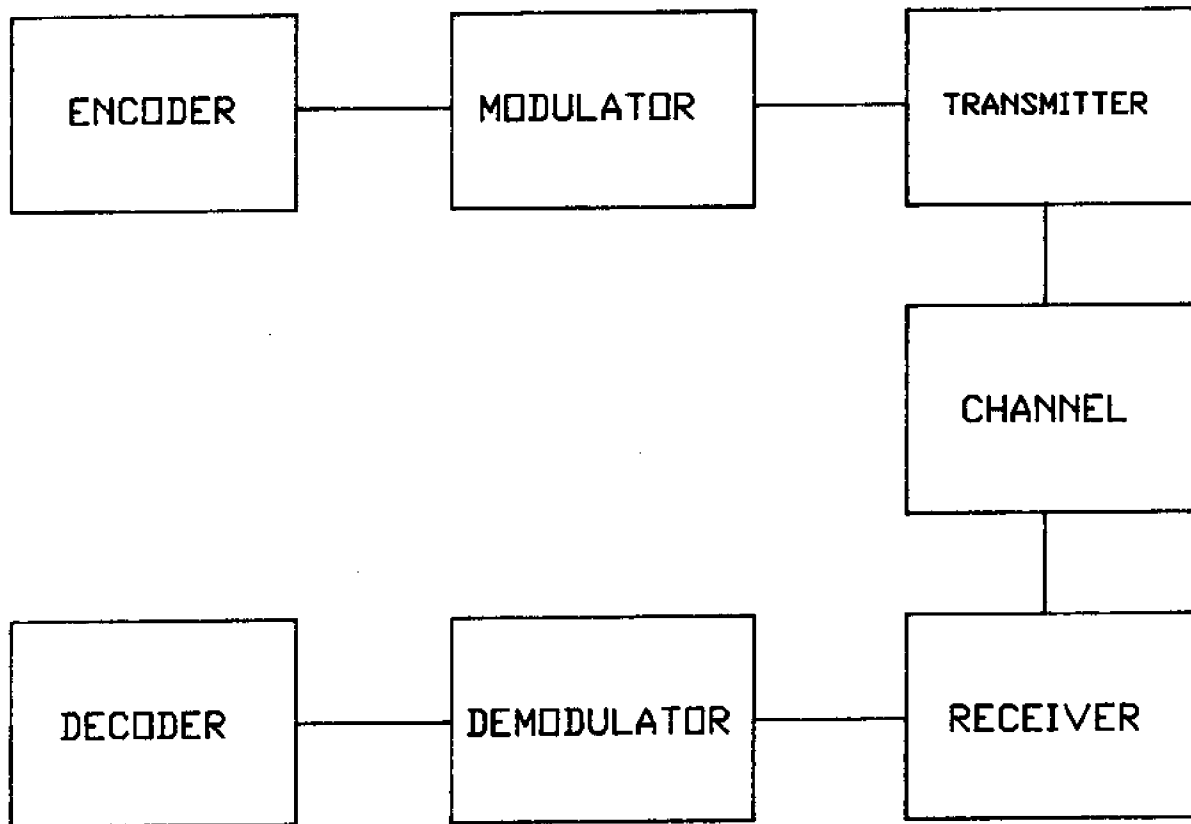 ENCODER
MODULATOR
TRANSMITTER
CHANNEL
DECODER
DEMODULATOR
RECEIVER